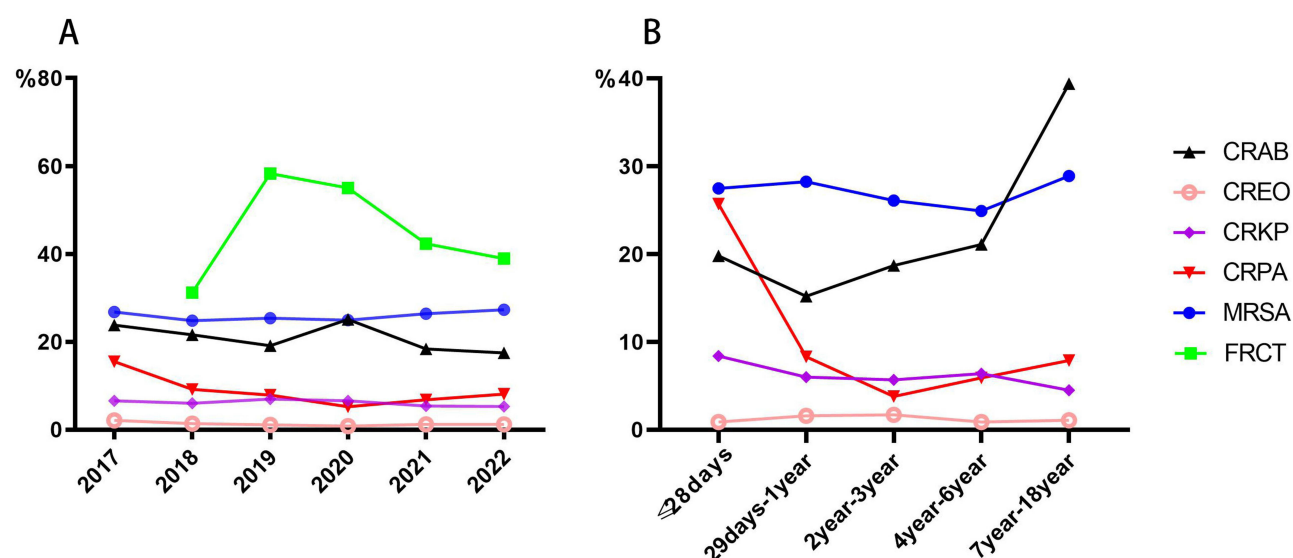 A
%80
60
40
20
0
2017
2018
2019
2020
2021
2022
B
%40
30
20
10
0
≤28days
29days-1year
2year-3year
4year-6year
7year-18year
CRAB
CREO
CRKP
CRPA
MRSA
FRCT